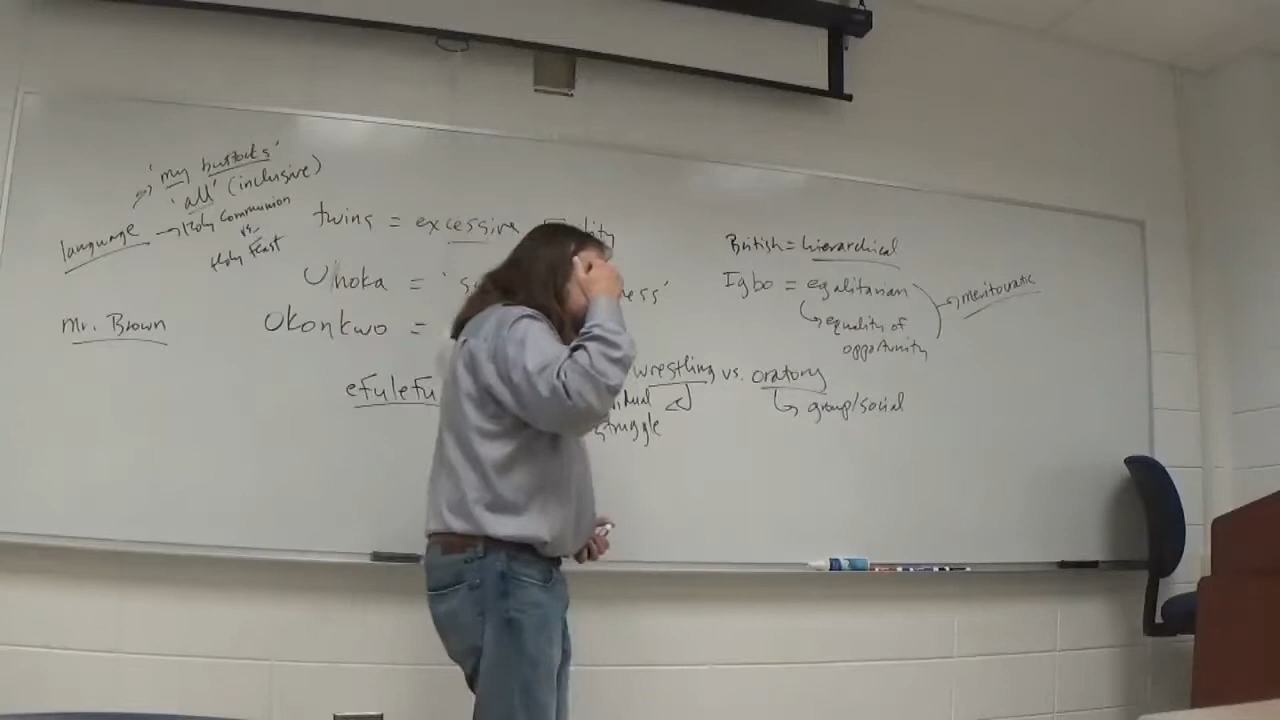 'my buttocks'
'all' (inclusive)
language → Holy Communion
vs.
Holy Feast
Mr. Brown
twins = excessive
Unoka =
Okonkwo =
efulefu
wrestling vs. oratory
struggle
group/social
British = hierarchical
Igbo = egalitarian
equality of
opportunity
meritocratic